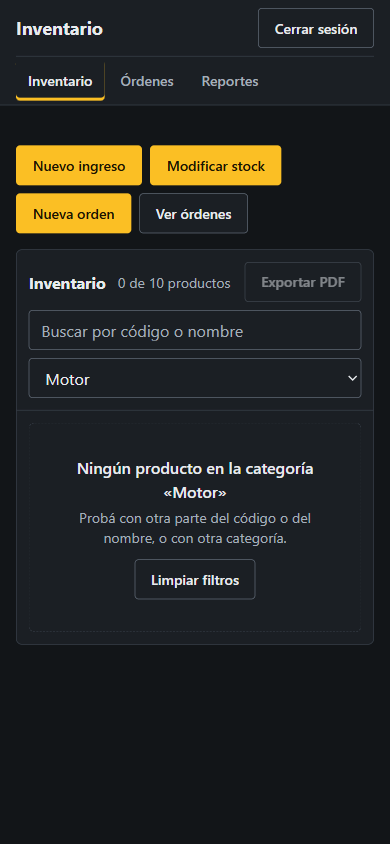 Inventario
Cerrar sesión
Inventario Órdenes Reportes
Nuevo ingreso Modificar stock
Nueva orden Ver órdenes
Inventario 0 de 10 productos Exportar PDF
Buscar por código o nombre
Motor
Ningún producto en la categoría
«Motor»
Probá con otra parte del código o del
nombre, o con otra categoría.
Limpiar filtros